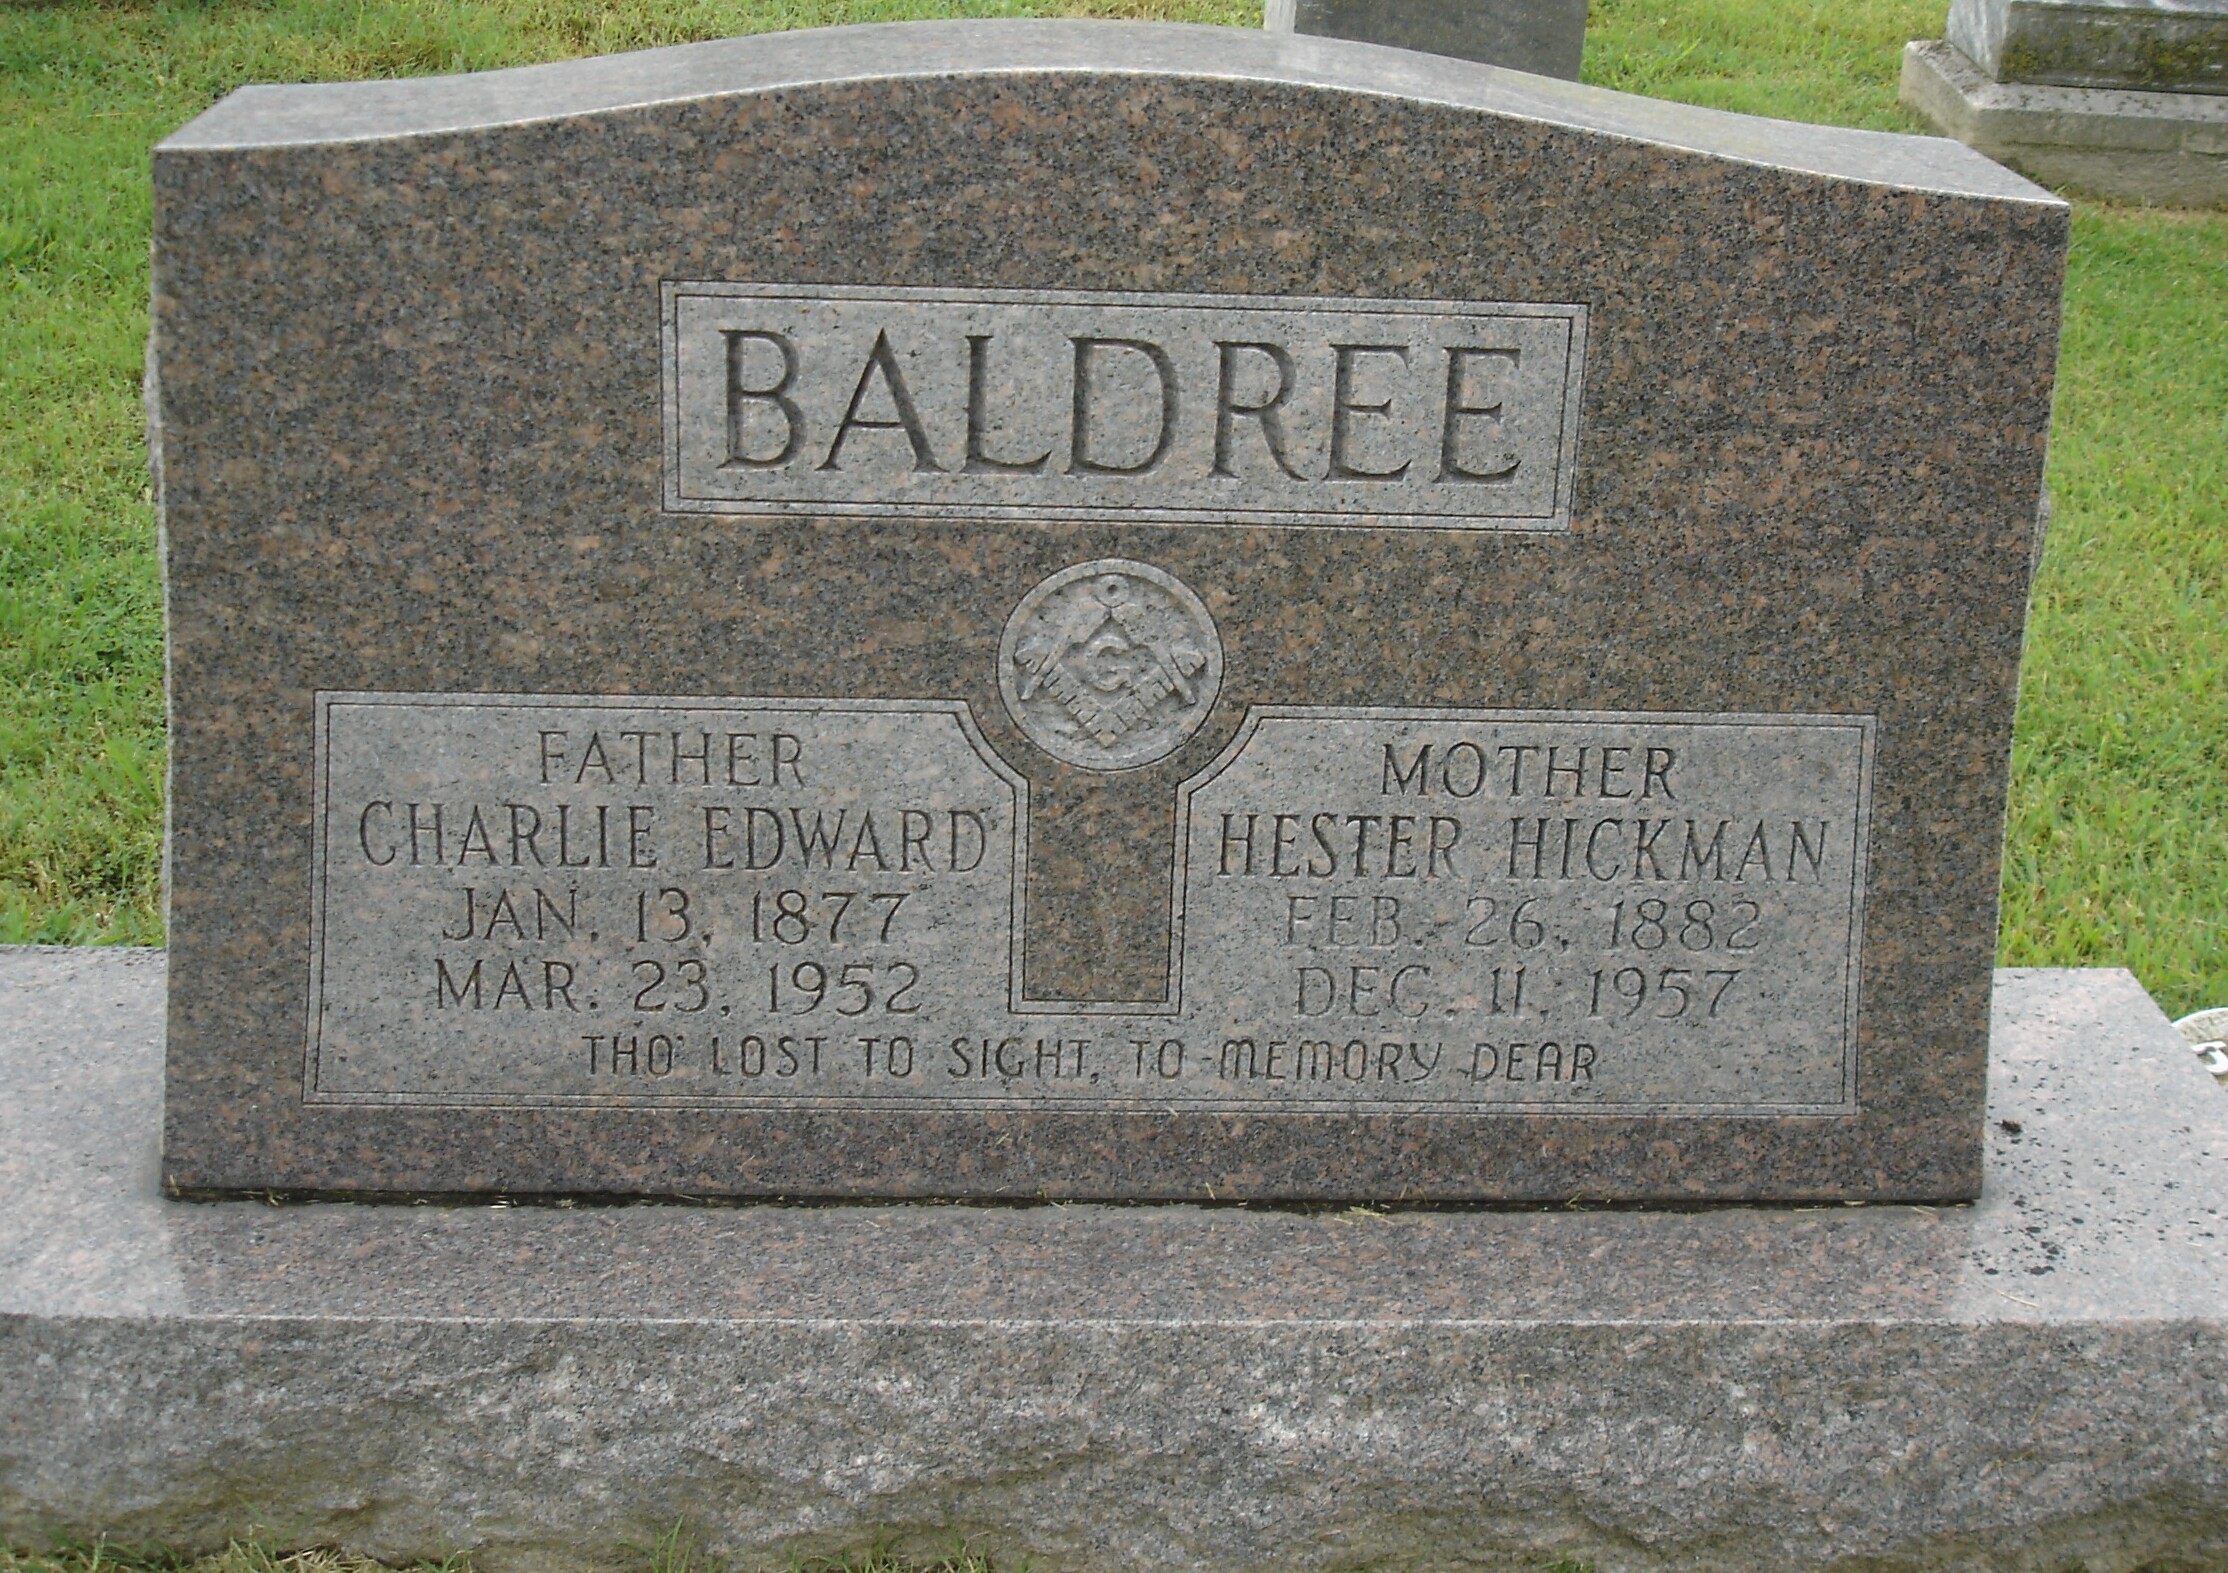 BALDREE
G
FATHER
CHARLIE EDWARD
JAN. 13, 1877
MAR. 23, 1952
MOTHER
HESTER HICKMAN
FEB. 26, 1882
DEC. 11, 1957
THO' LOST TO SIGHT, TO MEMORY DEAR